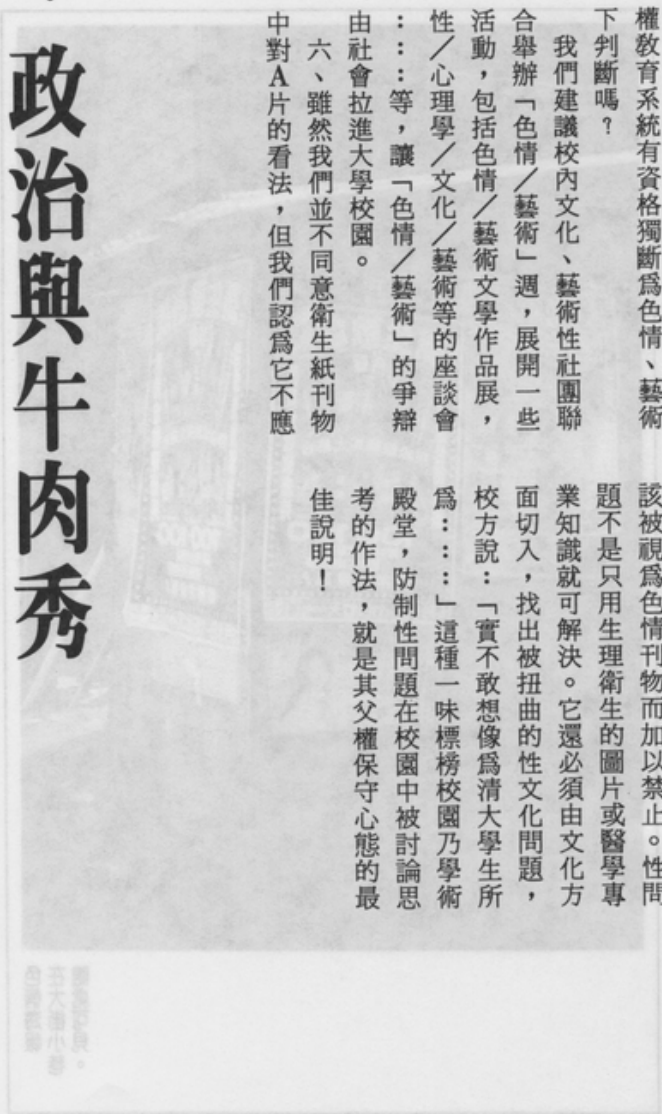 權教育系統有資格獨斷爲色情、藝術
下判斷嗎？
我們建議校內文化、藝術性社團聯
合舉辦「色情／藝術」週，展開一些
活動，包括色情／藝術文學作品展，
性／心理學／文化／藝術等的座談會
⋯⋯等，讓「色情／藝術」的爭辯
由社會拉進大學校園。
六、雖然我們並不同意衛生紙刊物
中對A片的看法，但我們認爲它不應
該被視爲色情刊物而加以禁止。性問
題不是只用生理衛生的圖片或醫學專
業知識就可解決。它還必須由文化方
面切入，找出被扭曲的性文化問題，
校方說：「實不敢想像爲清大學生所
爲⋯⋯」這種一味標榜校園乃學術
殿堂，防制性問題在校園中被討論思
考的作法，就是其父權保守心態的最
佳說明！
政治與牛肉秀